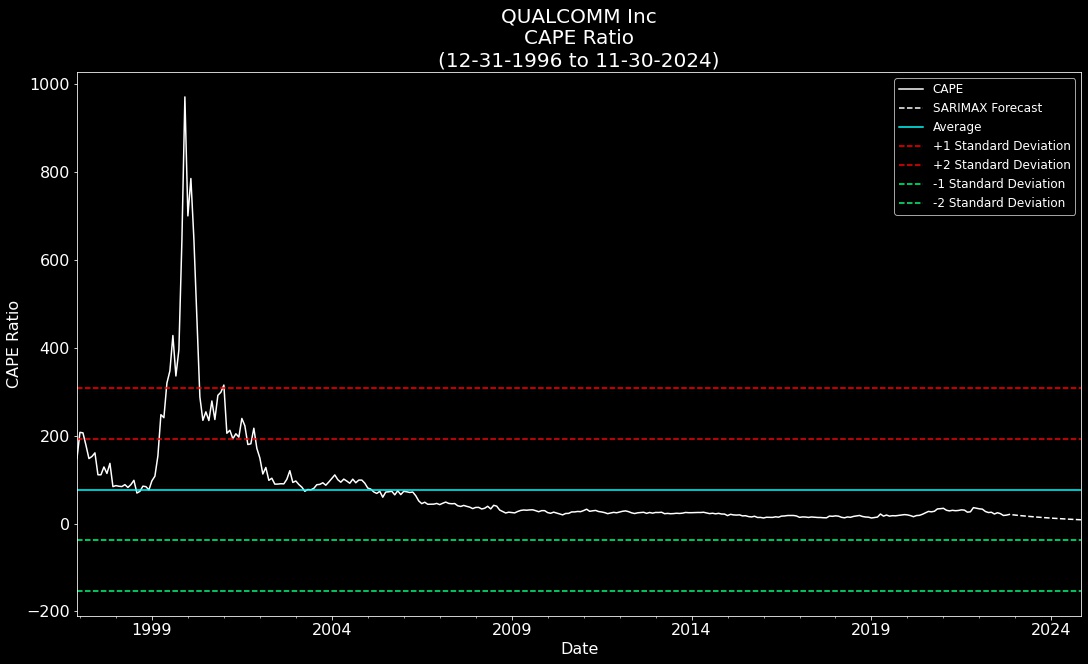 QUALCOMM Inc
CAPE Ratio
(12-31-1996 to 11-30-2024)
CAPE
SARIMAX Forecast
Average
+1 Standard Deviation
+2 Standard Deviation
-1 Standard Deviation
-2 Standard Deviation
CAPE Ratio
1000
800
600
400
200
0
−200
1999 2004 2009 2014 2019 2024
Date